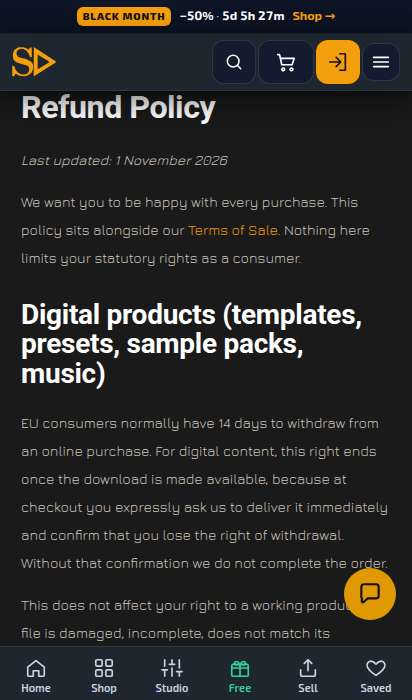 BLACK MONTH −50% · 5d 5h 27m Shop →
SD
Refund Policy
Last updated: 1 November 2026
We want you to be happy with every purchase. This
policy sits alongside our Terms of Sale. Nothing here
limits your statutory rights as a consumer.
Digital products (templates,
presets, sample packs,
music)
EU consumers normally have 14 days to withdraw from
an online purchase. For digital content, this right ends
once the download is made available, because at
checkout you expressly ask us to deliver it immediately
and confirm that you lose the right of withdrawal.
Without that confirmation we do not complete the order.
This does not affect your right to a working
file is damaged, incomplete, does not match its
Home Shop Studio Free Sell Saved